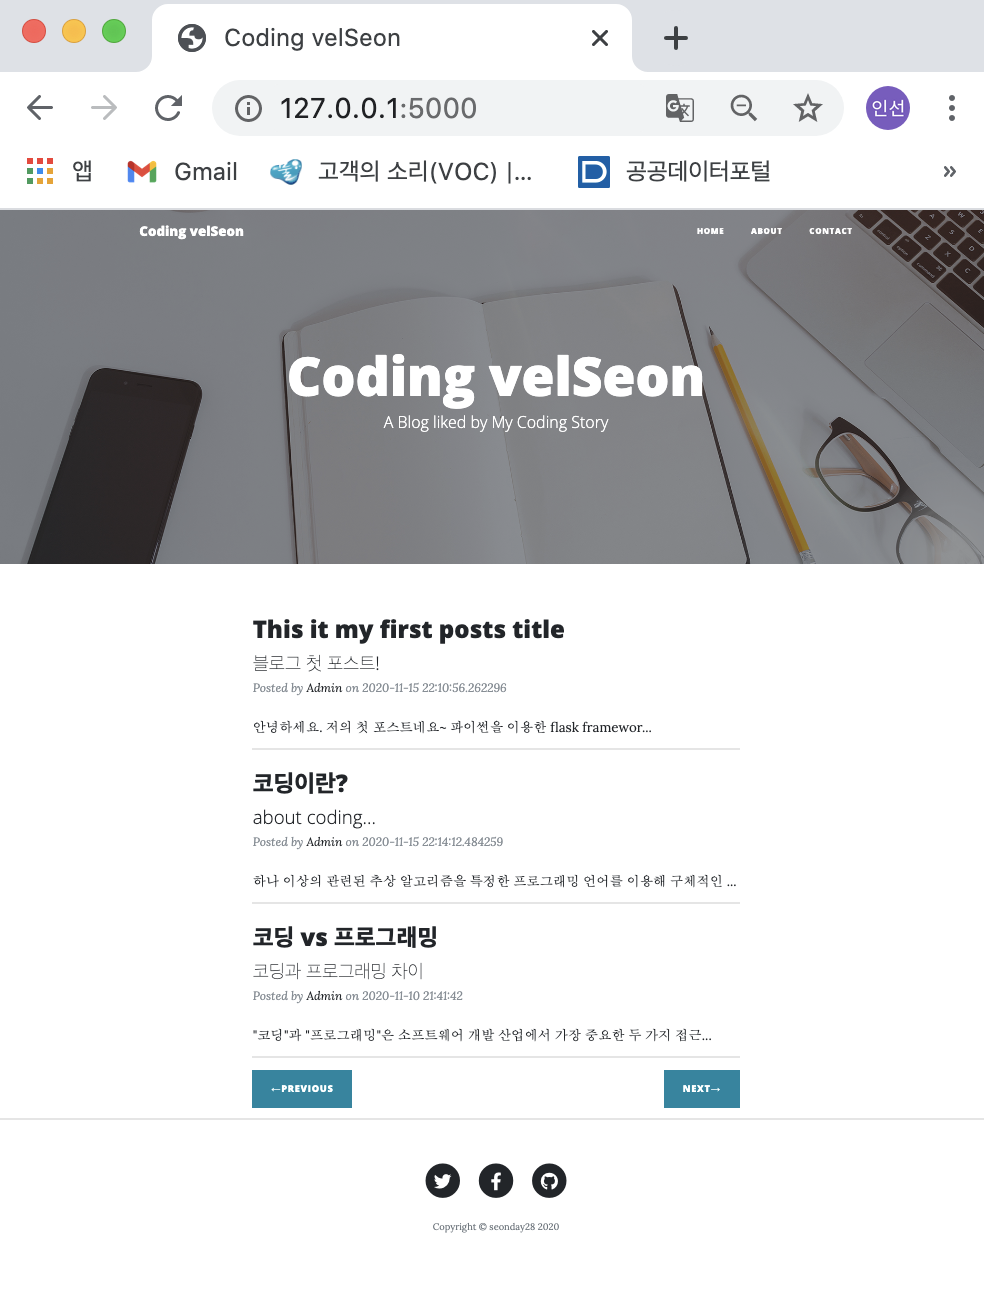 Coding velSeon
127.0.0.1:5000
인선
앱
Gmail
고객의 소리(VOC) |...
공공데이터포털
»
Coding velSeon
HOME ABOUT CONTACT
Coding velSeon
A Blog liked by My Coding Story
This it my first posts title
블로그 첫 포스트!
Posted by Admin on 2020-11-15 22:10:56.262296
안녕하세요. 저의 첫 포스트네요~ 파이썬을 이용한 flask framewor...
코딩이란?
about coding...
Posted by Admin on 2020-11-15 22:14:12.484259
하나 이상의 관련된 추상 알고리즘을 특정한 프로그래밍 언어를 이용해 구체적인 ...
코딩 vs 프로그래밍
코딩과 프로그래밍 차이
Posted by Admin on 2020-11-10 21:41:42
"코딩"과 "프로그래밍"은 소프트웨어 개발 산업에서 가장 중요한 두 가지 접근...
←PREVIOUS NEXT→
Copyright © seonday28 2020